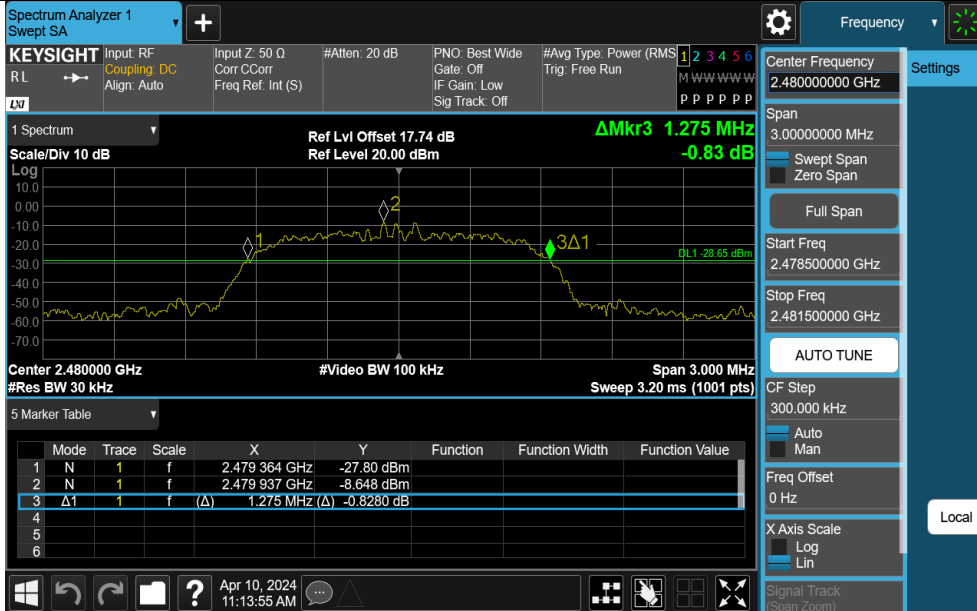 Spectrum Analyzer 1
Swept SA
+
Frequency
KEYSIGHT
RL
LXI
Input: RF
Coupling: DC
Align: Auto
Input Z: 50 Ω
Corr CCorr
Freq Ref: Int (S)
#Atten: 20 dB
PNO: Best Wide
Gate: Off
IF Gain: Low
Sig Track: Off
#Avg Type: Power (RMS
Trig: Free Run
1 2 3 4 5 6
M W W W W W
P P P P P P
1 Spectrum
Scale/Div 10 dB
Ref Lvl Offset 17.74 dB
Ref Level 20.00 dBm
ΔMkr3 1.275 MHz
-0.83 dB
Log
10.0
0.00
-10.0
-20.0
-30.0
-40.0
-50.0
-60.0
-70.0
1
2
3Δ1
DL1 -28.65 dBm
Center 2.480000 GHz
#Video BW 100 kHz
Span 3.000 MHz
#Res BW 30 kHz
Sweep 3.20 ms (1001 pts)
5 Marker Table
Mode Trace Scale X Y Function Function Width Function Value
1 N 1 f 2.479 364 GHz -27.80 dBm
2 N 1 f 2.479 937 GHz -8.648 dBm
3 Δ1 1 f (Δ) 1.275 MHz (Δ) -0.8280 dB
4
5
6
?
Apr 10, 2024
11:13:55 AM
Center Frequency
2.480000000 GHz
Settings
Span
3.00000000 MHz
Swept Span
Zero Span
Full Span
Start Freq
2.478500000 GHz
Stop Freq
2.481500000 GHz
AUTO TUNE
CF Step
300.000 kHz
Auto
Man
Freq Offset
0 Hz
X Axis Scale
Log
Lin
Local
Signal Track
(Span Zoom)